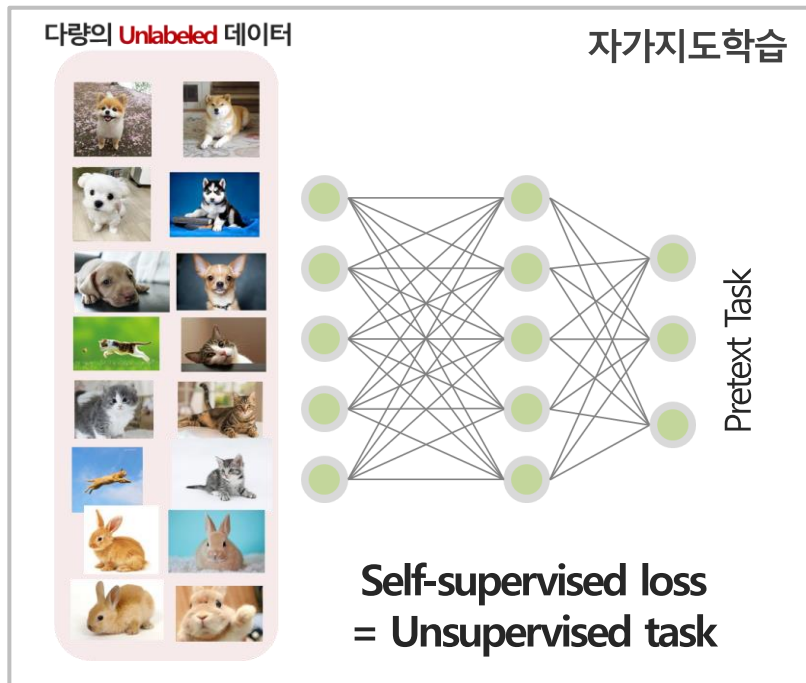 다량의 Unlabeled 데이터
자가지도학습
Pretext Task
Self-supervised loss
= Unsupervised task